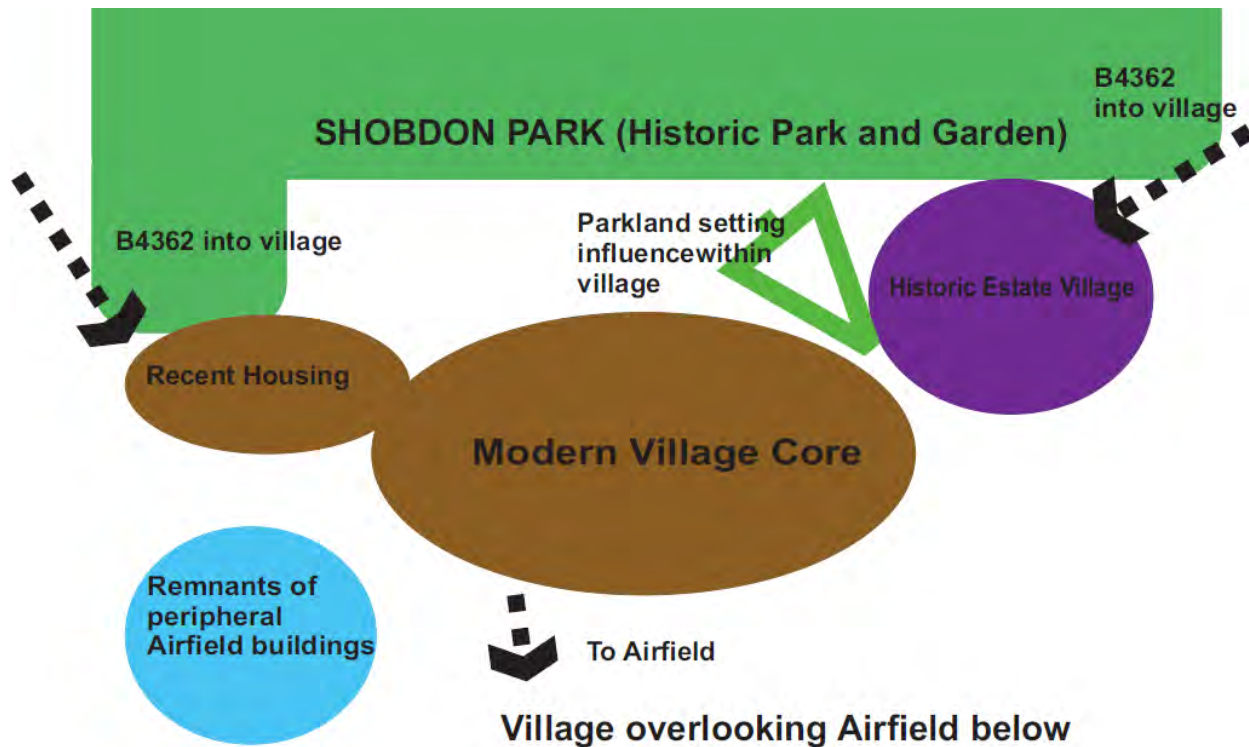 B4362
into village
SHOBDON PARK (Historic Park and Garden)
B4362 into village
Parkland setting
influencewithin
village
Historic Estate Village
Recent Housing
Modern Village Core
Remnants of
peripheral
Airfield buildings
To Airfield
Village overlooking Airfield below